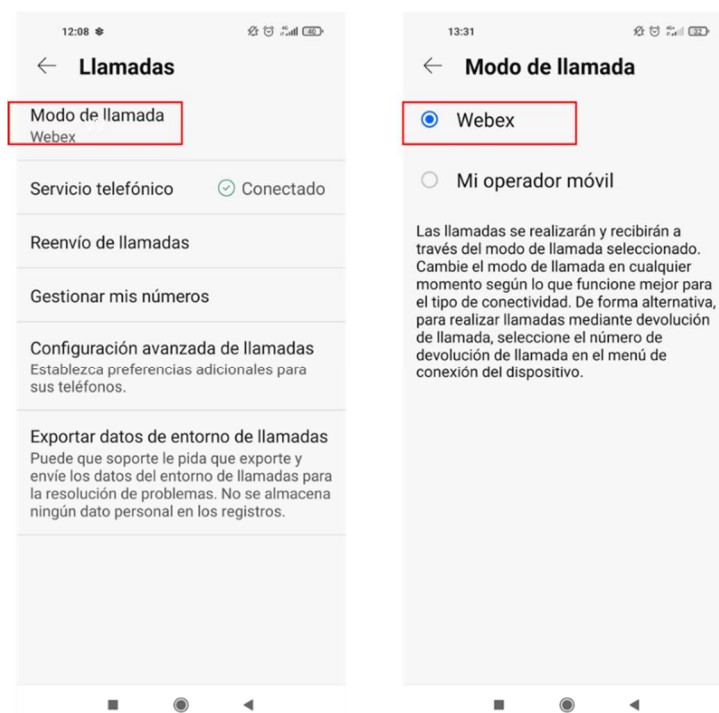 12:08
40
Llamadas
Modo de llamada
Webex
Servicio telefónico
Conectado
Reenvío de llamadas
Gestionar mis números
Configuración avanzada de llamadas
Establezca preferencias adicionales para
sus teléfonos.
Exportar datos de entorno de llamadas
Puede que soporte le pida que exporte y
envíe los datos del entorno de llamadas para
la resolución de problemas. No se almacena
ningún dato personal en los registros.
13:31
32
Modo de llamada
Webex
Mi operador móvil
Las llamadas se realizarán y recibirán a
través del modo de llamada seleccionado.
Cambie el modo de llamada en cualquier
momento según lo que funcione mejor para
el tipo de conectividad. De forma alternativa,
para realizar llamadas mediante devolución
de llamada, seleccione el número de
devolución de llamada en el menú de
conexión del dispositivo.